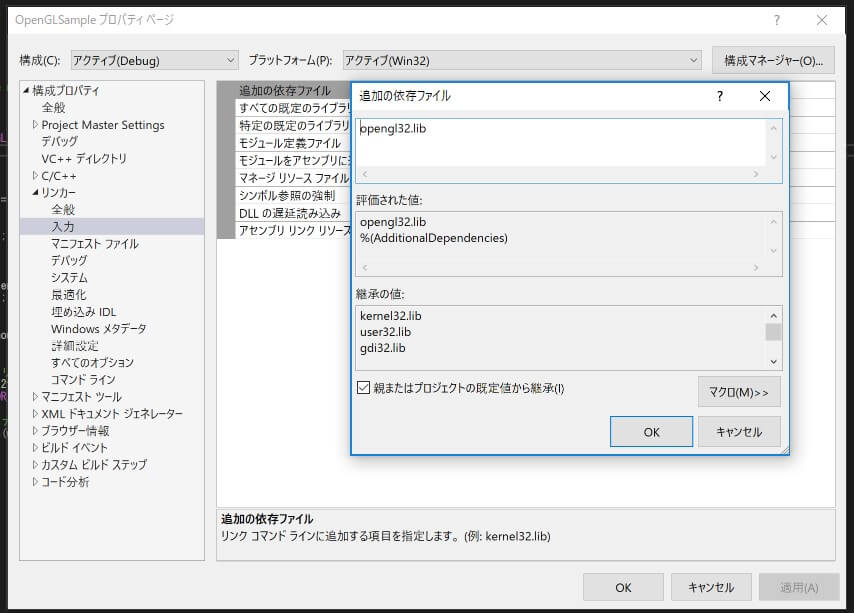 OpenGLSample プロパティ ページ
構成(C):
アクティブ(Debug)
プラットフォーム(P):
アクティブ(Win32)
構成マネージャー(O)...
構成プロパティ
全般
Project Master Settings
デバッグ
VC++ ディレクトリ
C/C++
リンカー
全般
入力
マニフェスト ファイル
デバッグ
システム
最適化
埋め込み IDL
Windows メタデータ
詳細設定
すべてのオプション
コマンド ライン
マニフェスト ツール
XML ドキュメント ジェネレーター
ブラウザー情報
ビルド イベント
カスタム ビルド ステップ
コード分析
追加の依存ファイル
すべての既定のライブラリ
特定の既定のライブラリ
モジュール定義ファイル
モジュールをアセンブリに
マネージ リソース ファイル
シンボル参照の強制
DLL の遅延読み込み
アセンブリ リンク リソース
追加の依存ファイル
opengl32.lib
評価された値:
opengl32.lib
%(AdditionalDependencies)
継承の値:
kernel32.lib
user32.lib
gdi32.lib
親またはプロジェクトの既定値から継承(I)
マクロ(M)>>
OK
キャンセル
追加の依存ファイル
リンク コマンド ラインに追加する項目を指定します。(例: kernel32.lib)
OK
キャンセル
適用(A)